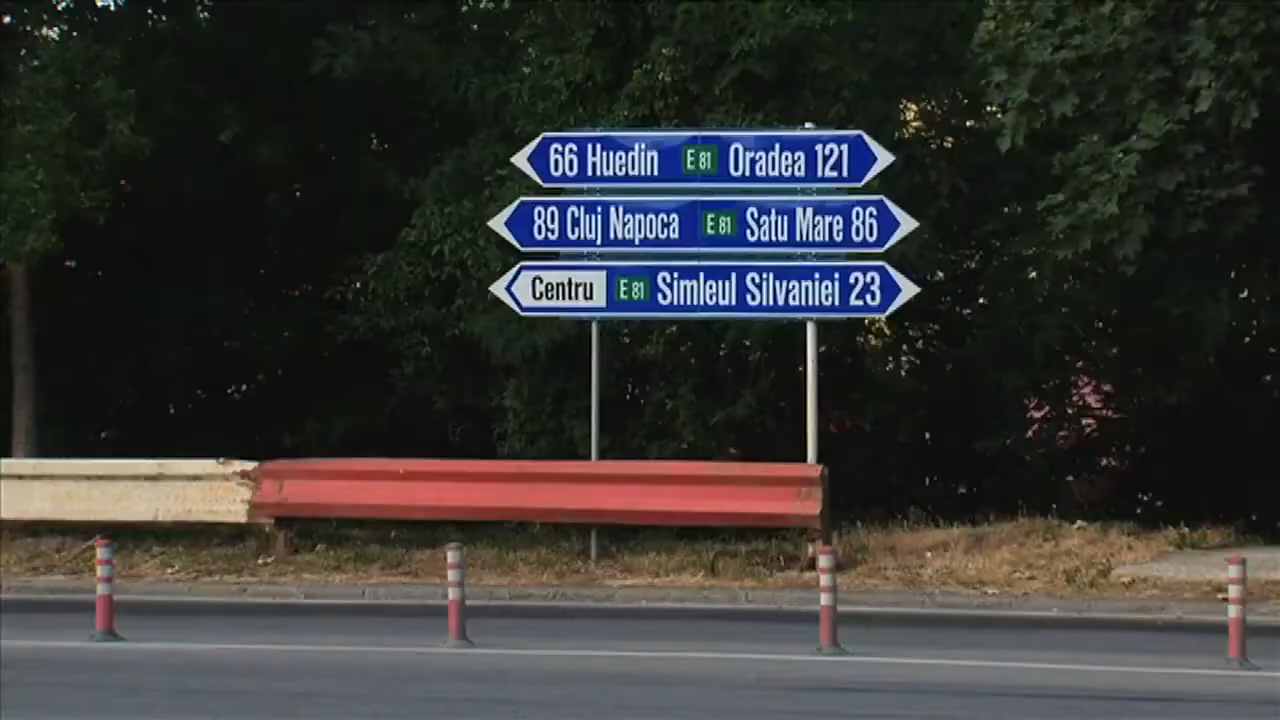 66 Huedin E 81 Oradea 121
89 Cluj Napoca E 81 Satu Mare 86
Centru E 81 Simleul Silvaniei 23